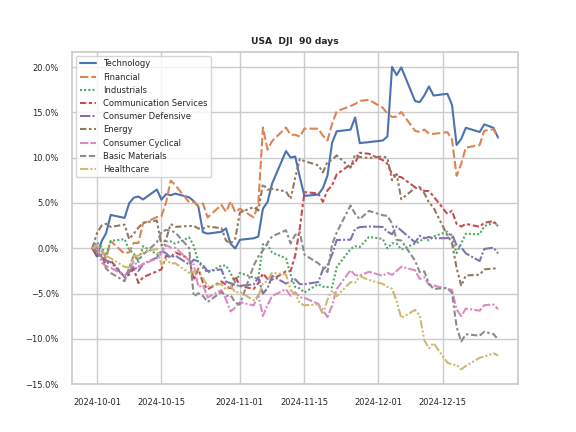 USA DJI 90 days
Technology
Financial
Industrials
Communication Services
Consumer Defensive
Energy
Consumer Cyclical
Basic Materials
Healthcare
20.0%
15.0%
10.0%
5.0%
0.0%
−5.0%
−10.0%
−15.0%
2024-10-01 2024-10-15 2024-11-01 2024-11-15 2024-12-01 2024-12-15